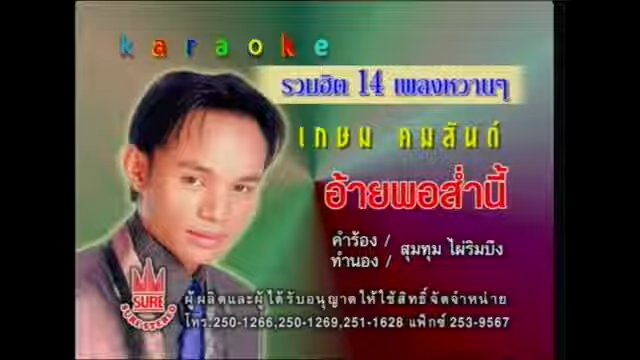 karaoke
รวมฮิต 14 เพลงหวานๆ
เกษม คมสันต์
อ้ายพอส่ำนี้
คำร้อง /
ทำนอง / สุมทุม ไผ่ริมบึง
SURE
SURE STEREO
ผู้ผลิตและผู้ได้รับอนุญาตให้ใช้สิทธิ์จัดจำหน่าย
โทร.250-1266,250-1269,251-1628 แฟ็กซ์ 253-9567